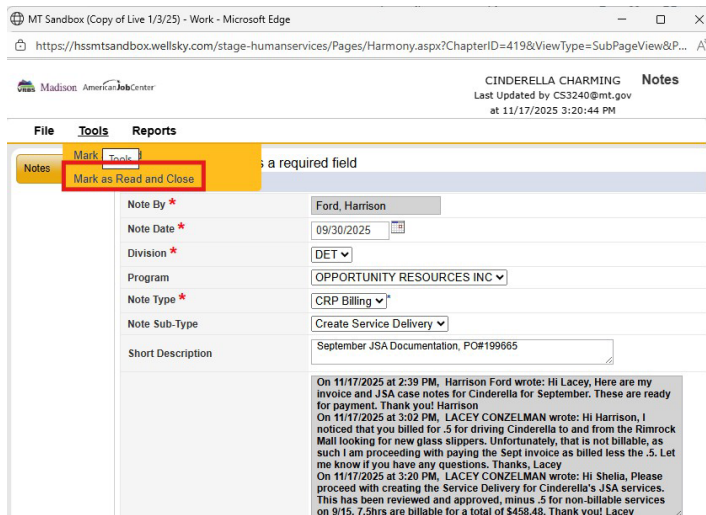 MT Sandbox (Copy of Live 1/3/25) - Work - Microsoft Edge
https://hssmtsandbox.wellsky.com/stage-humanservices/Pages/Harmony.aspx?ChapterID=419&ViewType=SubPageView&P...
VRBS Madison AmericanJobCenter
CINDERELLA CHARMING Notes
Last Updated by CS3240@mt.gov
at 11/17/2025 3:20:44 PM
File Tools Reports
Notes
Mark
Tools
Mark as Read and Close
s a required field
Note By * Ford, Harrison
Note Date * 09/30/2025
Division * DET
Program OPPORTUNITY RESOURCES INC
Note Type * CRP Billing *
Note Sub-Type Create Service Delivery
Short Description September JSA Documentation, PO#199665
On 11/17/2025 at 2:39 PM, Harrison Ford wrote: Hi Lacey, Here are my
invoice and JSA case notes for Cinderella for September. These are ready
for payment. Thank you! Harrison
On 11/17/2025 at 3:02 PM, LACEY CONZELMAN wrote: Hi Harrison, I
noticed that you billed for .5 for driving Cinderella to and from the Rimrock
Mall looking for new glass slippers. Unfortunately, that is not billable, as
such I am proceeding with paying the Sept invoice as billed less the .5. Let
me know if you have any questions. Thanks, Lacey
On 11/17/2025 at 3:20 PM, LACEY CONZELMAN wrote: Hi Shelia, Please
proceed with creating the Service Delivery for Cinderella's JSA services.
This has been reviewed and approved, minus .5 for non-billable services
on 9/15. 7.5hrs are billable for a total of $458.48. Thank you! Lacey